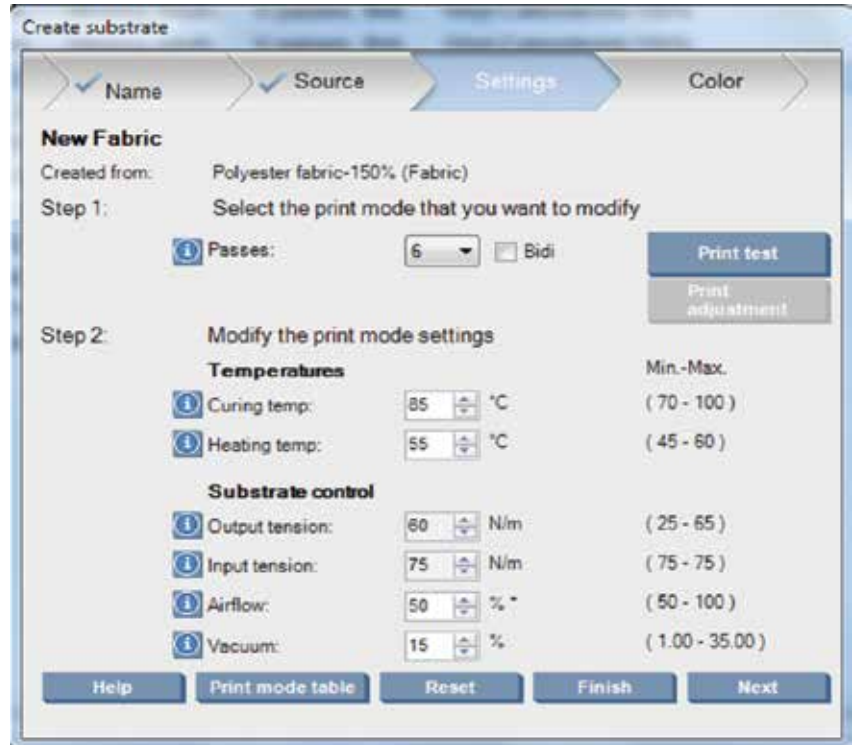 Create substrate
Name Source Settings Color
New Fabric
Created from: Polyester fabric-150% (Fabric)
Step 1: Select the print mode that you want to modify
Passes: 6 Bidi Print test
Print
adjustment
Step 2: Modify the print mode settings
Temperatures Min.-Max.
Curing temp: 85 °C ( 70 - 100 )
Heating temp: 55 °C ( 45 - 60 )
Substrate control
Output tension: 60 N/m ( 25 - 65 )
Input tension: 75 N/m ( 75 - 75 )
Airflow: 50 % * ( 50 - 100 )
Vacuum: 15 % ( 1.00 - 35.00 )
Help Print mode table Reset Finish Next